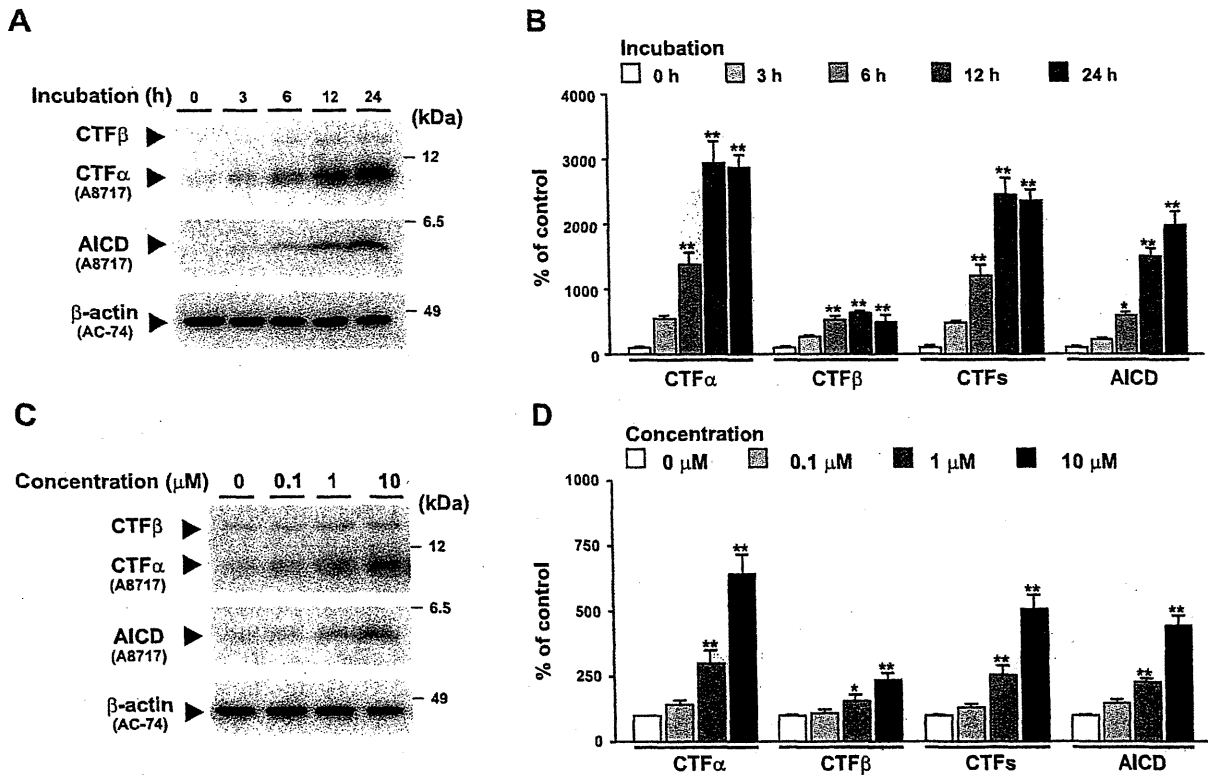 A
Incubation (h) 0 3 6 12 24
(kDa)
CTFβ
12
CTFα
(A8717)
6.5
AICD
(A8717)
49
β-actin
(AC-74)
B
Incubation
0 h 3 h 6 h 12 h 24 h
4000
3000
2000
1000
0
% of control
** ** **
** ** **
** ** **
* ** **
CTFα CTFβ CTFs AICD
C
Concentration (μM) 0 0.1 1 10
(kDa)
CTFβ
12
CTFα
(A8717)
6.5
AICD
(A8717)
49
β-actin
(AC-74)
D
Concentration
0 μM 0.1 μM 1 μM 10 μM
1000
750
500
250
0
% of control
** **
* **
** **
** **
CTFα CTFβ CTFs AICD